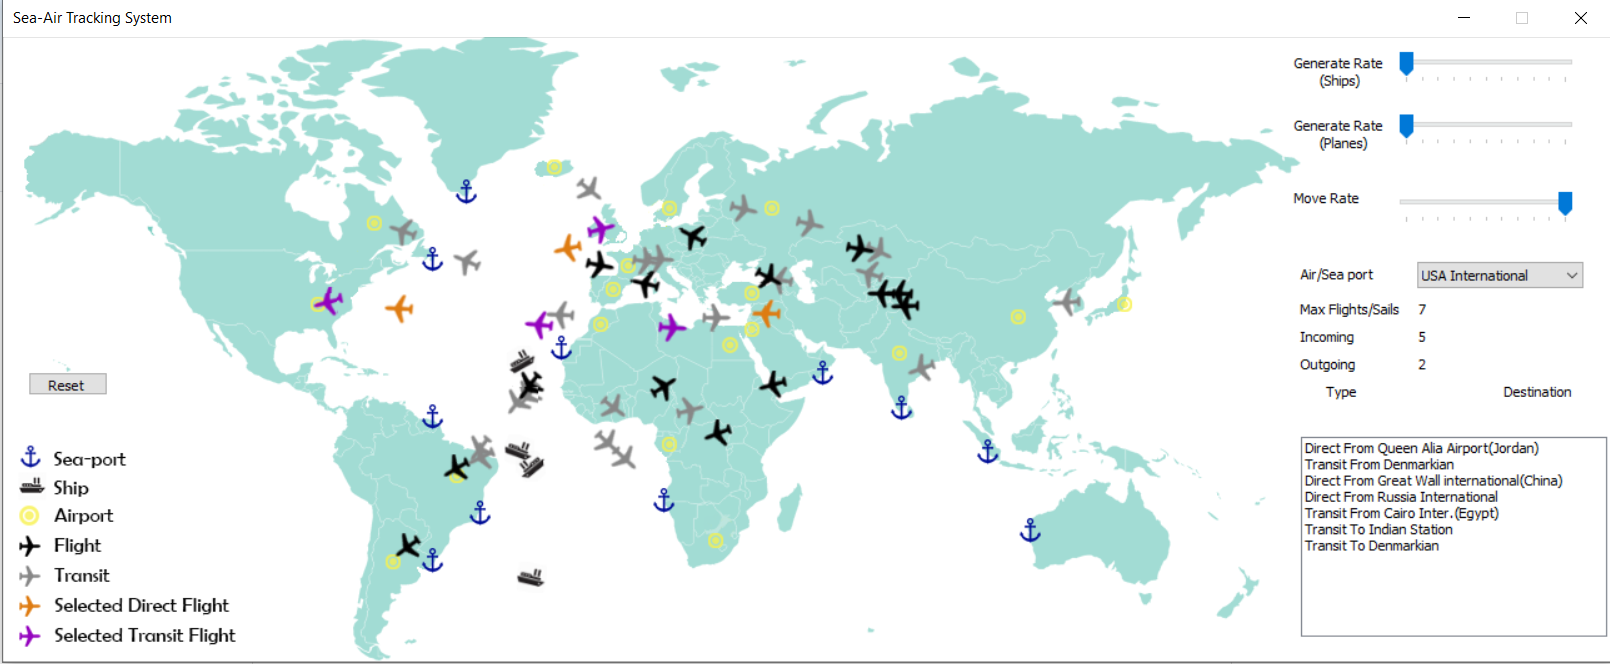 Sea-Air Tracking System
Generate Rate
(Ships)
Generate Rate
(Planes)
Move Rate
Air/Sea port
USA International
Max Flights/Sails 7
Incoming 5
Outgoing 2
Type Destination
Direct From Queen Alia Airport(Jordan)
Transit From Denmarkian
Direct From Great Wall international(China)
Direct From Russia International
Transit From Cairo Inter.(Egypt)
Transit To Indian Station
Transit To Denmarkian
Reset
Sea-port
Ship
Airport
Flight
Transit
Selected Direct Flight
Selected Transit Flight